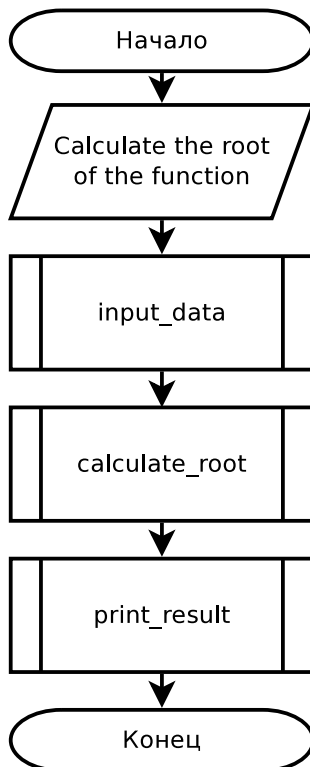 Начало
Calculate the root
of the function
input_data
calculate_root
print_result
Конец